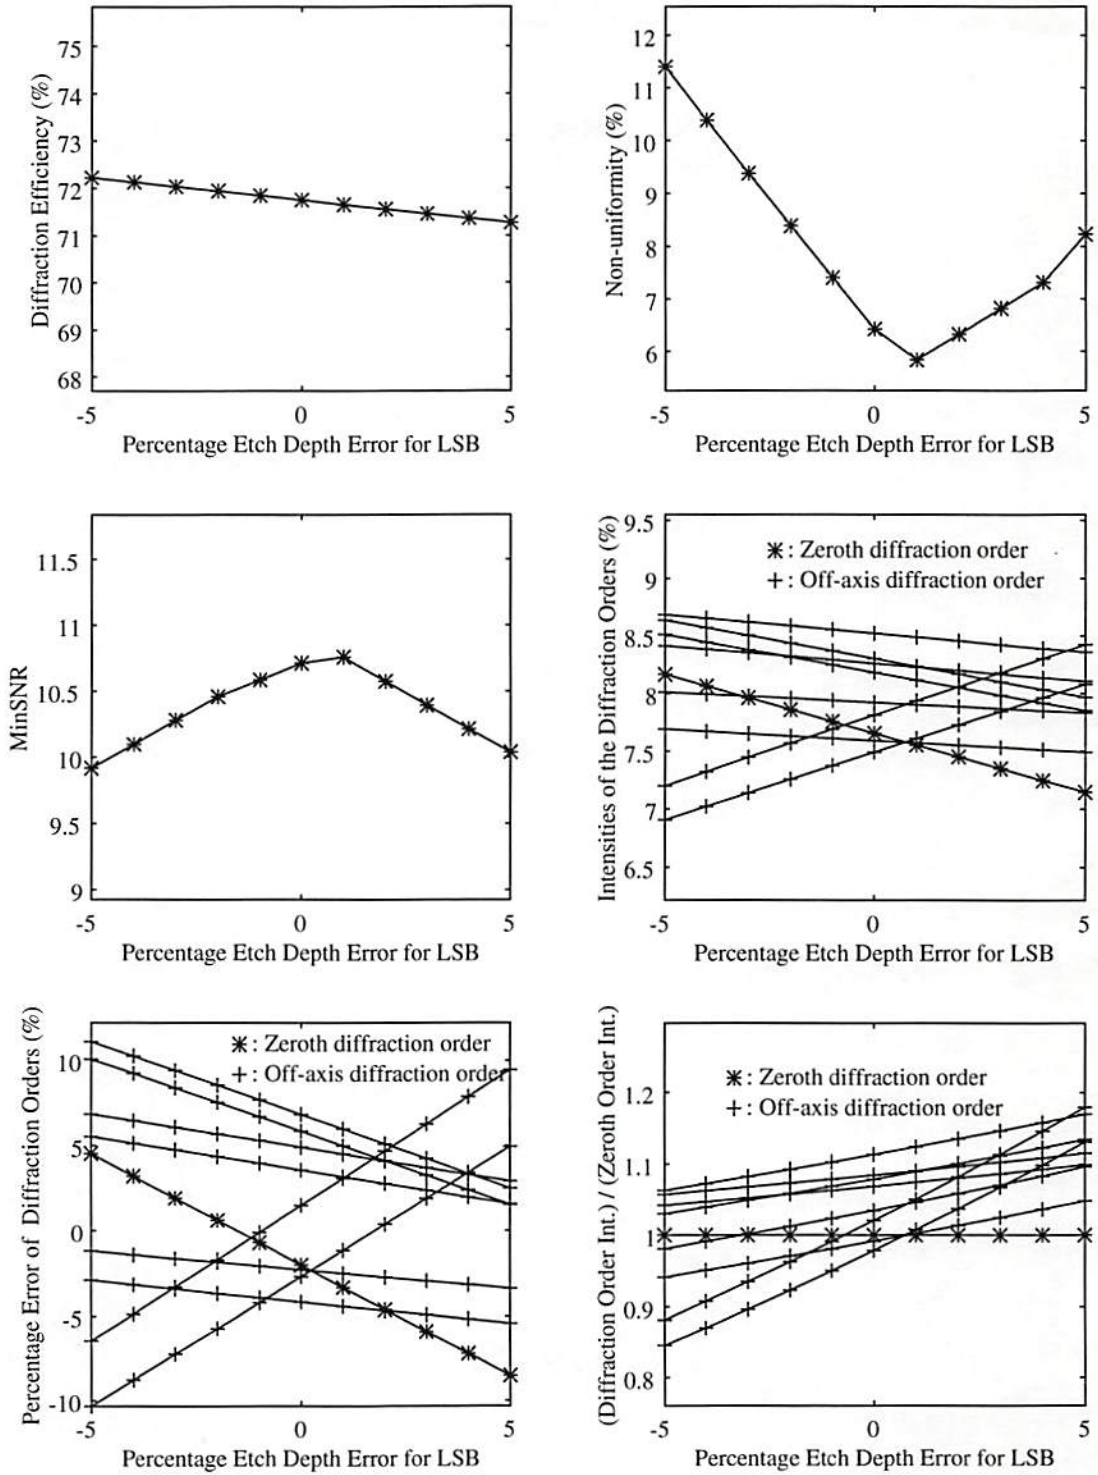 Diffraction Efficiency (%)
75
74
73
72
71
70
69
68
-5 0 5
Percentage Etch Depth Error for LSB
Non-uniformity (%)
12
11
10
9
8
7
6
-5 0 5
Percentage Etch Depth Error for LSB
MinSNR
11.5
11
10.5
10
9.5
9
-5 0 5
Percentage Etch Depth Error for LSB
Intensities of the Diffraction Orders (%)
9.5
9
8.5
8
7.5
7
6.5
: Zeroth diffraction order
+: Off-axis diffraction order
-5 0 5
Percentage Etch Depth Error for LSB
Percentage Error of Diffraction Orders (%)
10
5
0
-5
-10
: Zeroth diffraction order
+: Off-axis diffraction order
-5 0 5
Percentage Etch Depth Error for LSB
(Diffraction Order Int.) / (Zeroth Order Int.)
1.2
1.1
1
0.9
0.8
: Zeroth diffraction order
+: Off-axis diffraction order
-5 0 5
Percentage Etch Depth Error for LSB